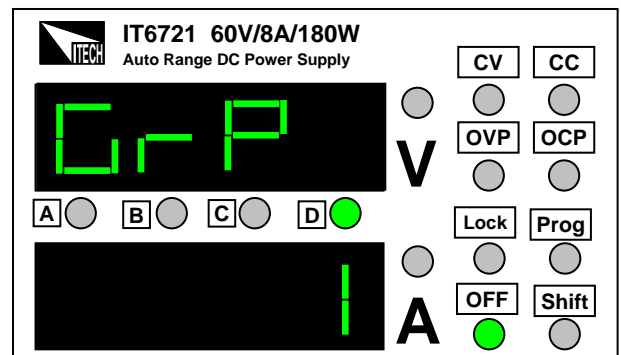 ITECH
IT6721 60V/8A/180W
Auto Range DC Power Supply
CV CC
GrP
V
OVP OCP
A B C D
Lock Prog
1
A
OFF Shift